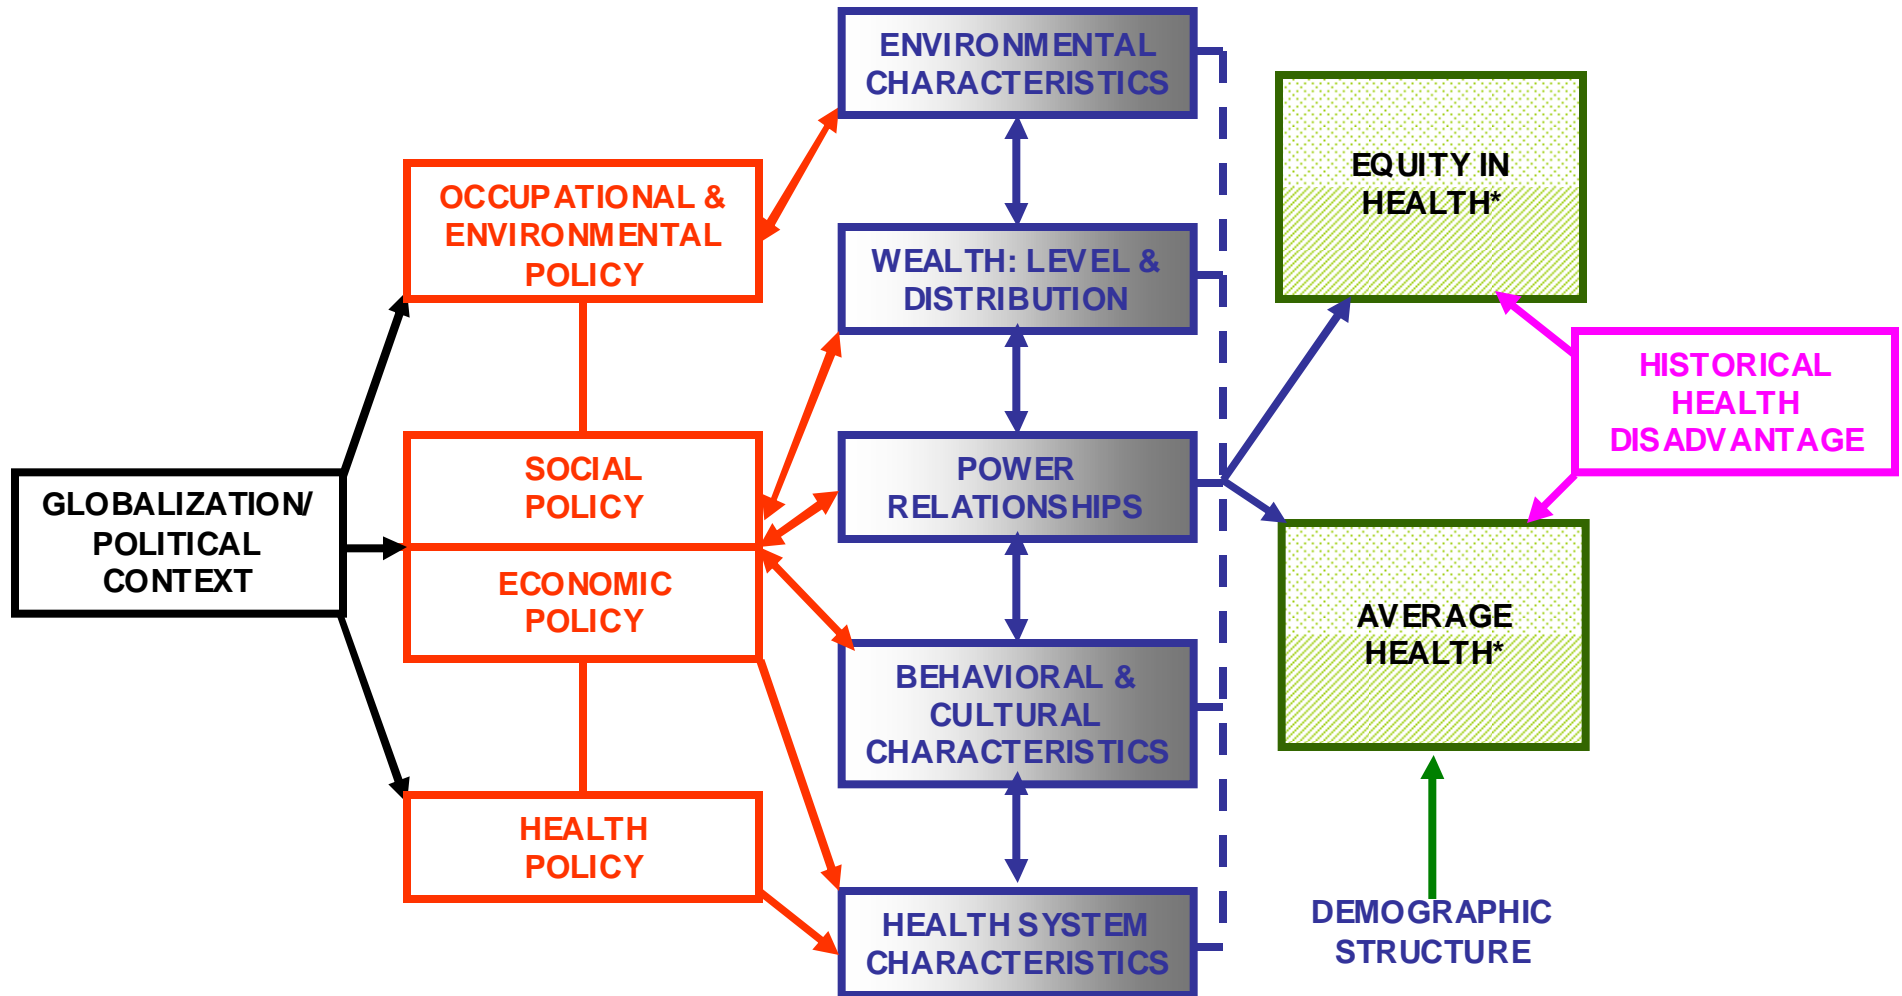 GLOBALIZATION/
POLITICAL
CONTEXT
OCCUPATIONAL &
ENVIRONMENTAL
POLICY
SOCIAL
POLICY
ECONOMIC
POLICY
HEALTH
POLICY
ENVIRONMENTAL
CHARACTERISTICS
WEALTH: LEVEL &
DISTRIBUTION
POWER
RELATIONSHIPS
BEHAVIORAL &
CULTURAL
CHARACTERISTICS
HEALTH SYSTEM
CHARACTERISTICS
EQUITY IN
HEALTH*
HISTORICAL
HEALTH
DISADVANTAGE
AVERAGE
HEALTH*
DEMOGRAPHIC
STRUCTURE